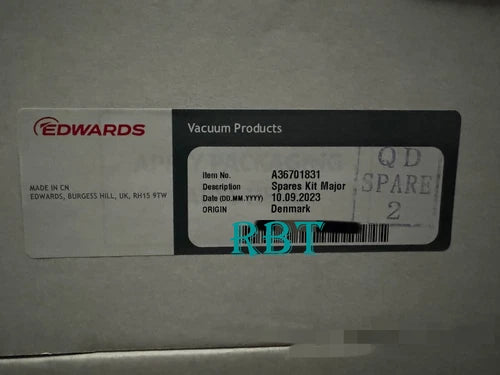 EDWARDS
Vacuum Products
MADE IN CN
EDWARDS, BURGESS HILL, UK, RH15 9TW
Item No. A36701831
Description Spares Kit Major
Date (DD.MM.YYYY) 10.09.2023
ORIGIN Denmark
QD
SPARE
2
RBT